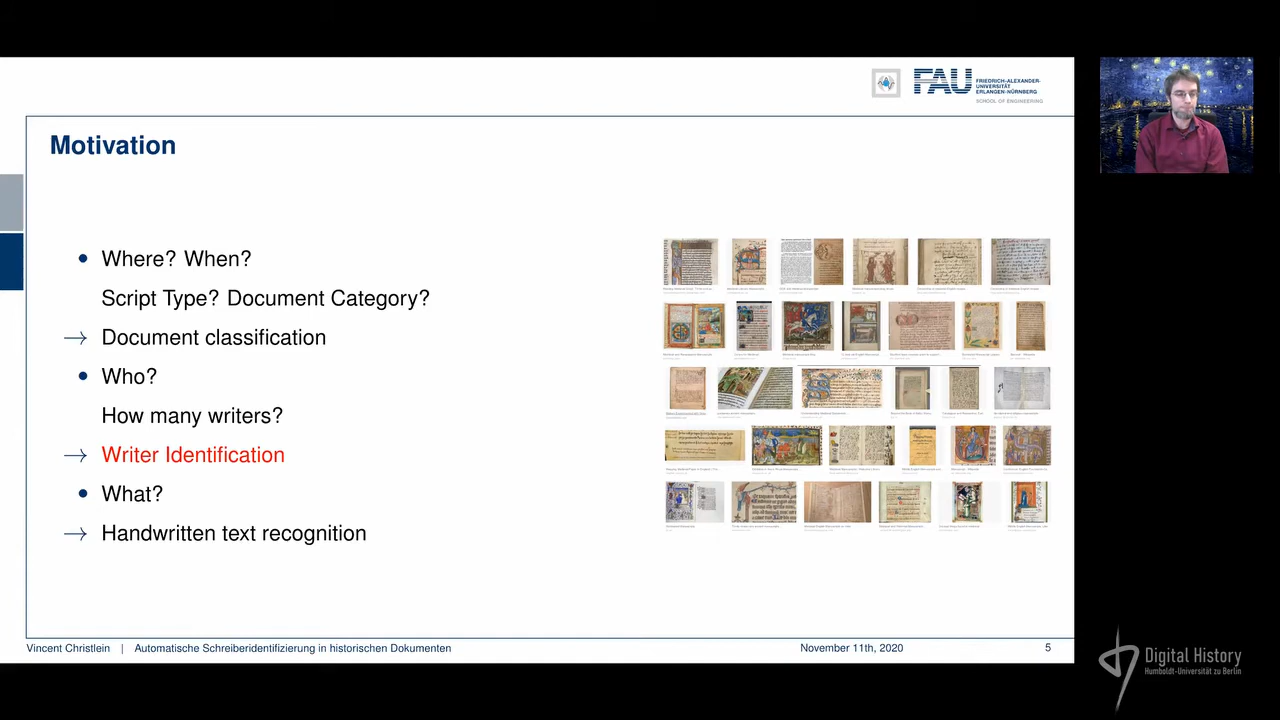 FAU
FRIEDRICH-ALEXANDER-
UNIVERSITÄT
ERLANGEN-NÜRNBERG
SCHOOL OF ENGINEERING
Motivation
• Where? When?
Script Type? Document Category?
→ Document classification
• Who?
How many writers?
→ Writer Identification
• What?
→ Handwritten text recognition
Vincent Christlein | Automatische Schreiberidentifizierung in historischen Dokumenten November 11th, 2020 5
Digital History
Humboldt-Universität zu Berlin